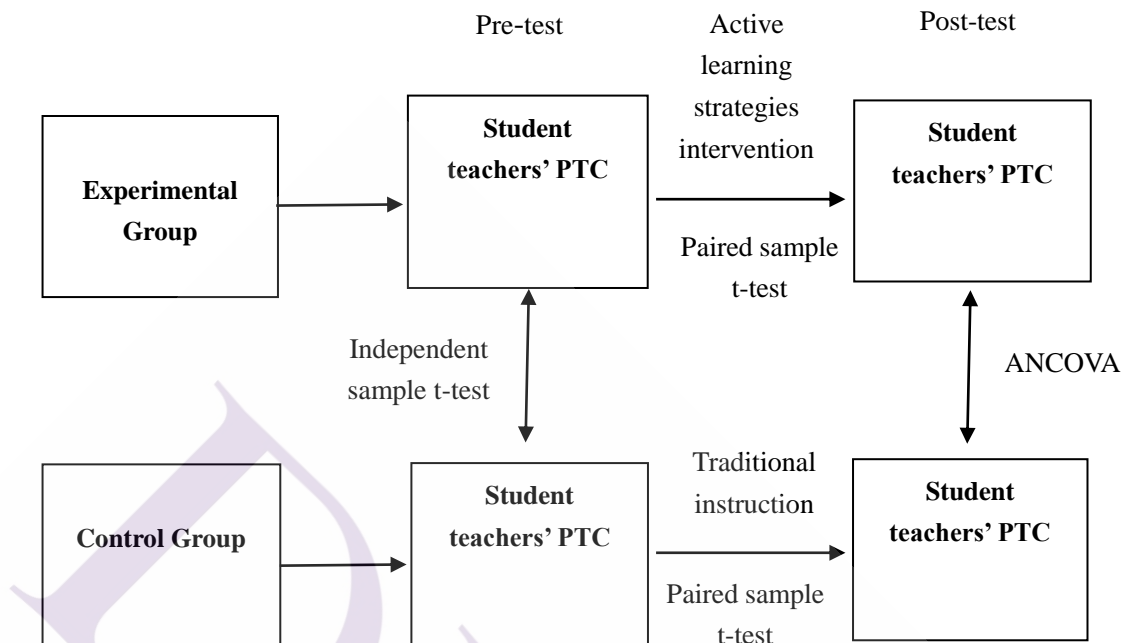 Pre-test
Active
learning
strategies
intervention
Post-test
Experimental
Group
Student
teachers’ PTC
Student
teachers’ PTC
Paired sample
t-test
Independent
sample t-test
ANCOVA
Control Group
Student
teachers’ PTC
Traditional
instruction
Student
teachers’ PTC
Paired sample
t-test